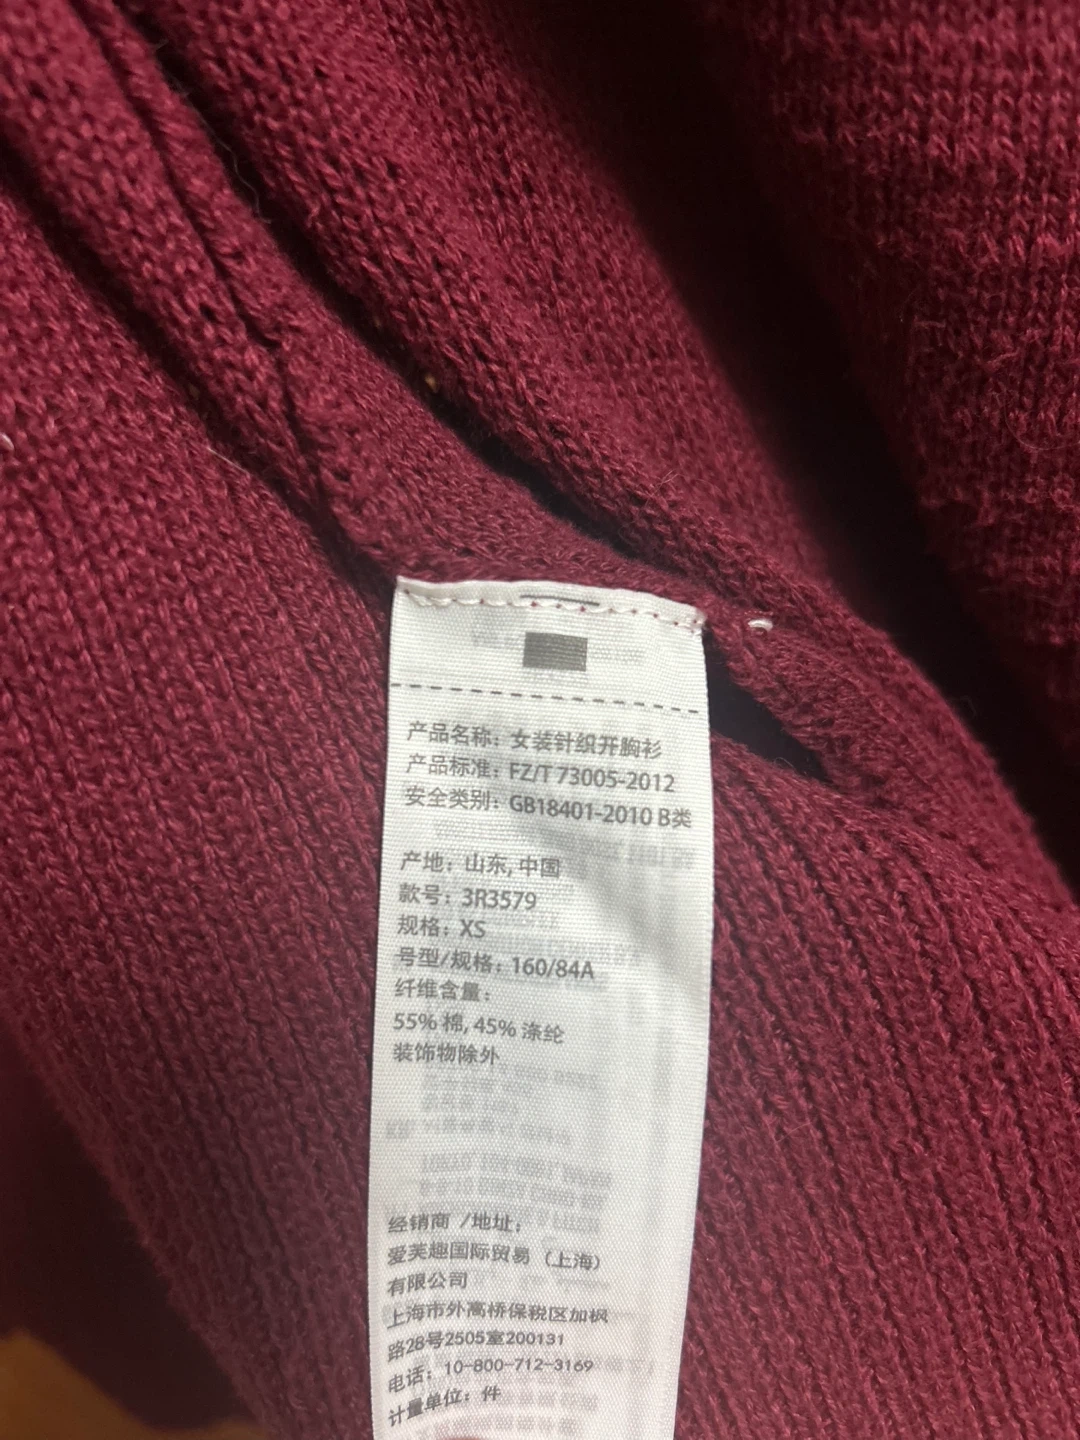 产品名称：女装针织开胸衫
产品标准：FZ/T 73005-2012
安全类别：GB18401-2010 B类
产地：山东, 中国
款号：3R3579
规格：XS
号型/规格：160/84A
纤维含量：
55% 棉, 45% 涤纶
装饰物除外
经销商 /地址：
爱芙趣国际贸易（上海）
有限公司
上海市外高桥保税区加枫
路28号2505室200131
电话：10-800-712-3169
计量单位：件